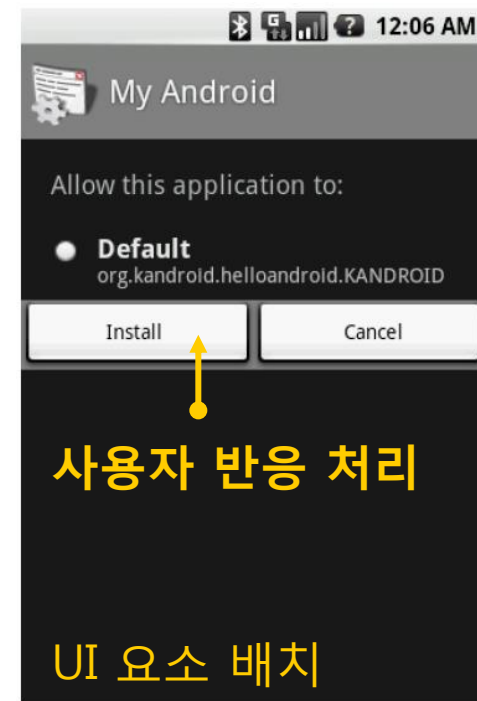 12:06 AM
My Android
Allow this application to:
Default
org.kandroid.helloandroid.KANDROID
Install
Cancel
사용자 반응 처리
UI 요소 배치